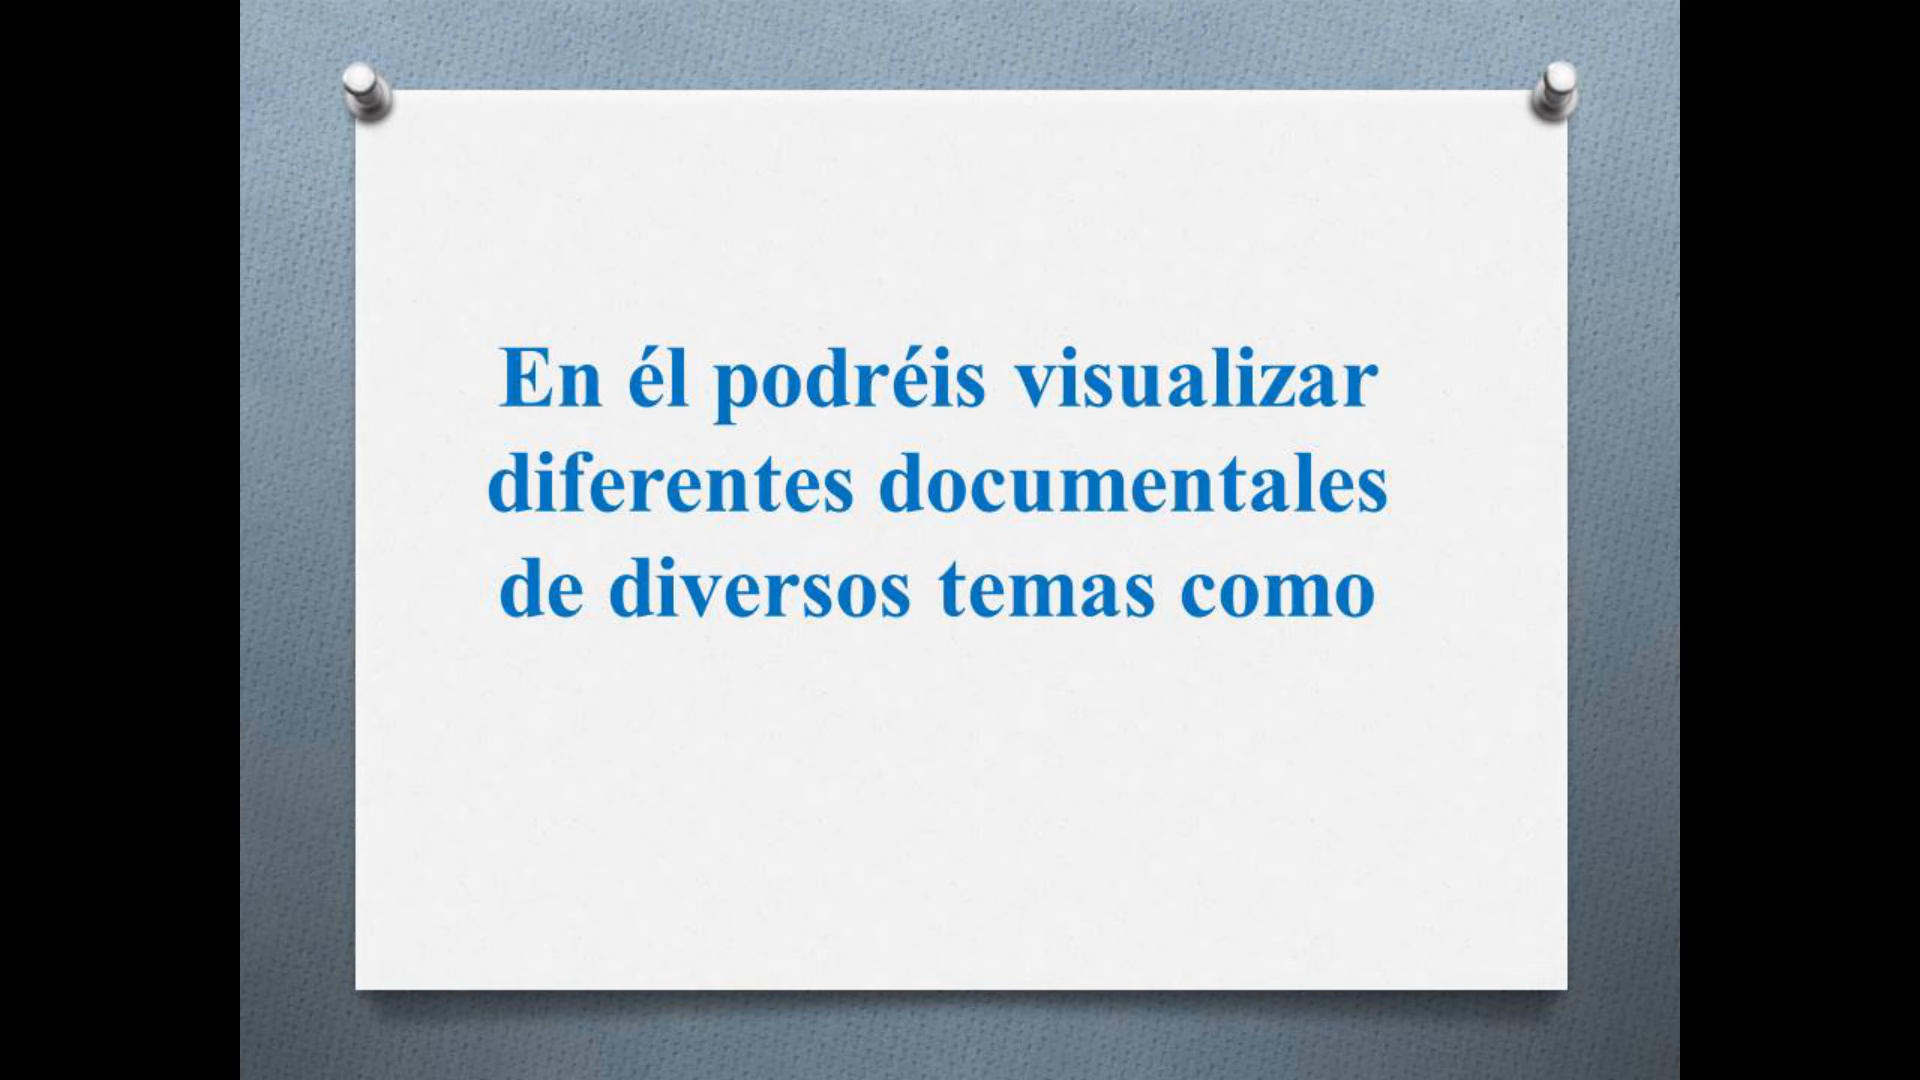 En él podréis visualizar
diferentes documentales
de diversos temas como